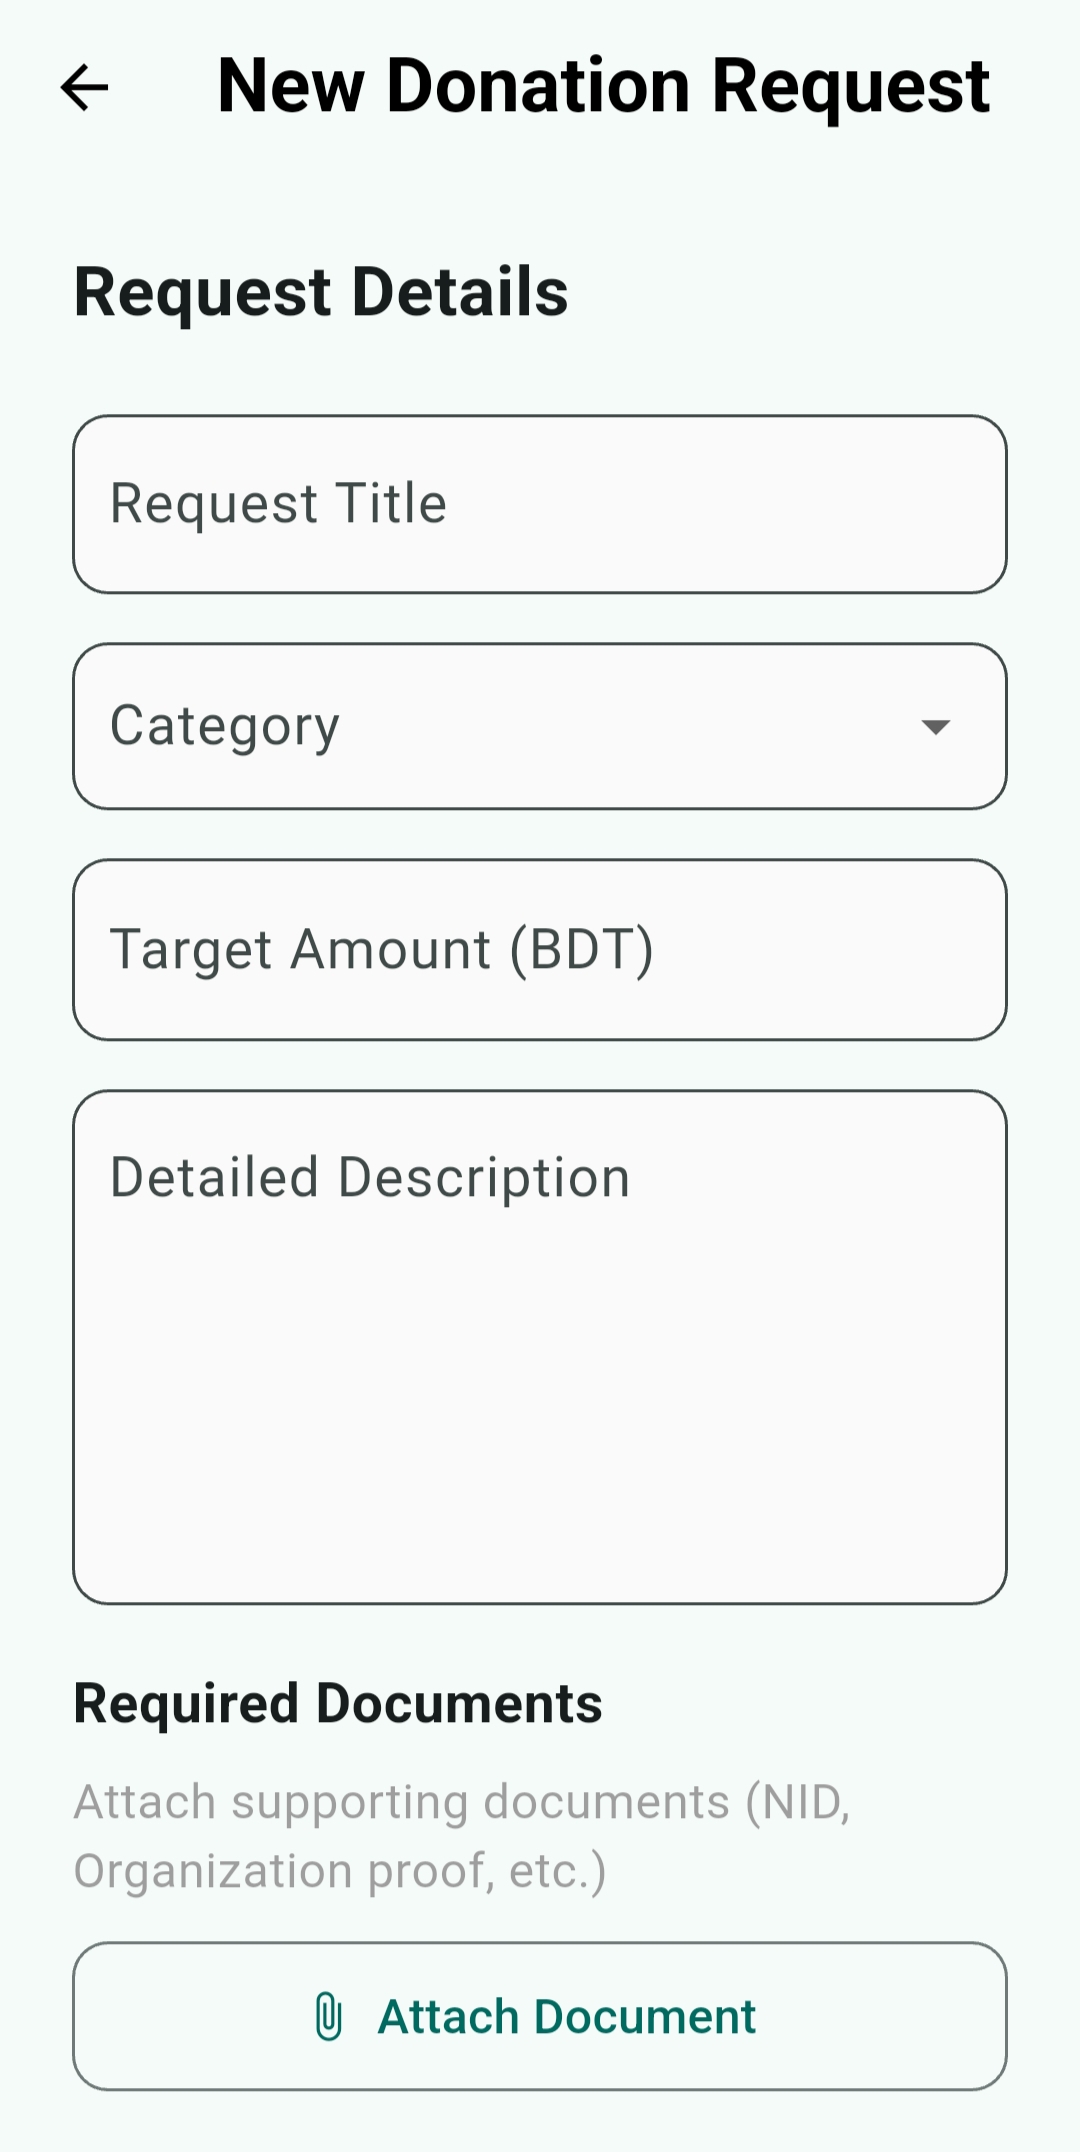 New Donation Request
Request Details
Request Title
Category
Target Amount (BDT)
Detailed Description
Required Documents
Attach supporting documents (NID,
Organization proof, etc.)
Attach Document